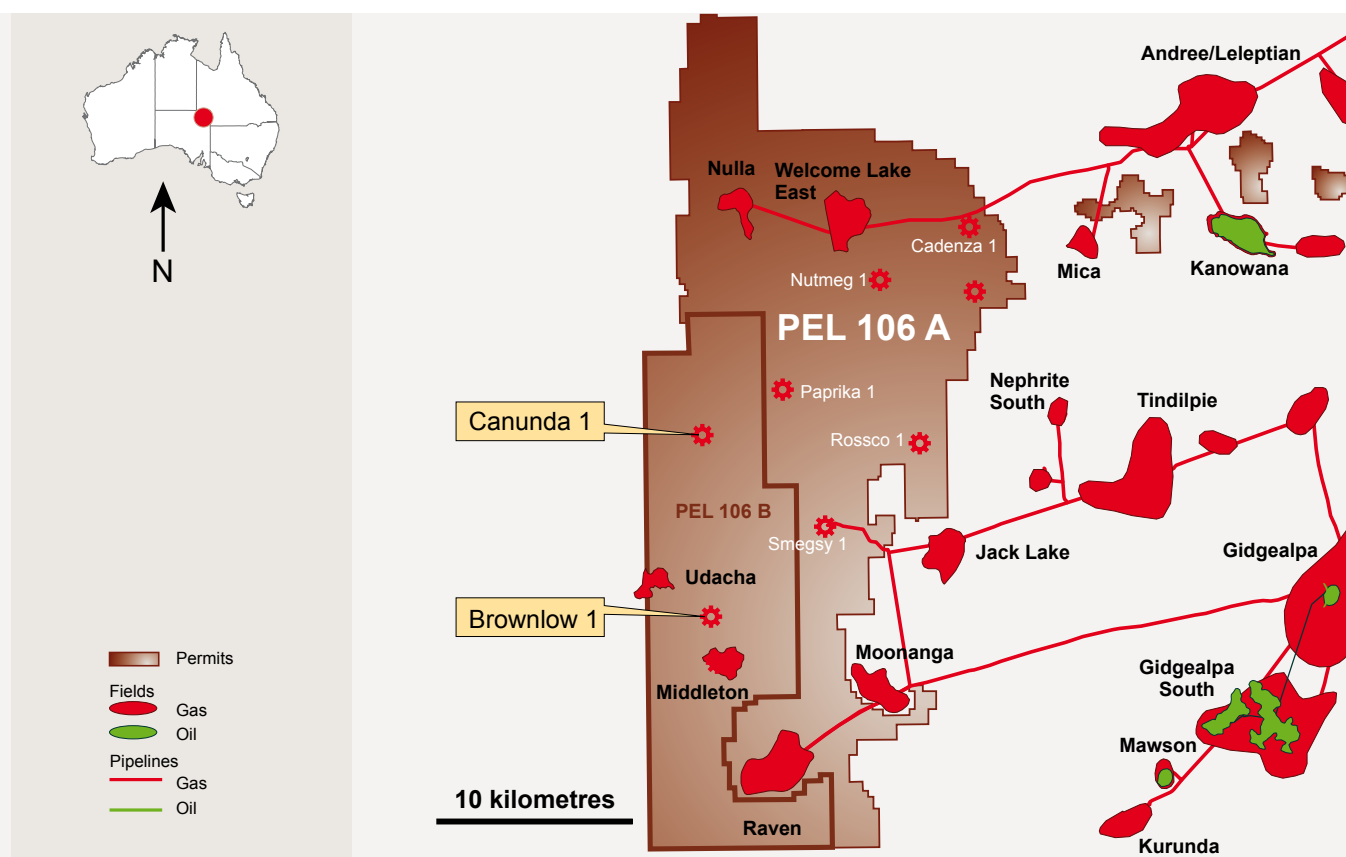 N
Permits
Fields
Gas
Oil
Pipelines
Gas
Oil
10 kilometres
Andree/Leleptian
Nulla
Welcome Lake
East
Cadenza 1
Mica
Kanowana
Nutmeg 1
PEL 106 A
Paprika 1
Nephrite
South
Tindilpie
Canunda 1
Rossco 1
PEL 106 B
Smegsy 1
Jack Lake
Gidgealpa
Udacha
Brownlow 1
Moonanga
Middleton
Gidgealpa
South
Mawson
Raven
Kurunda